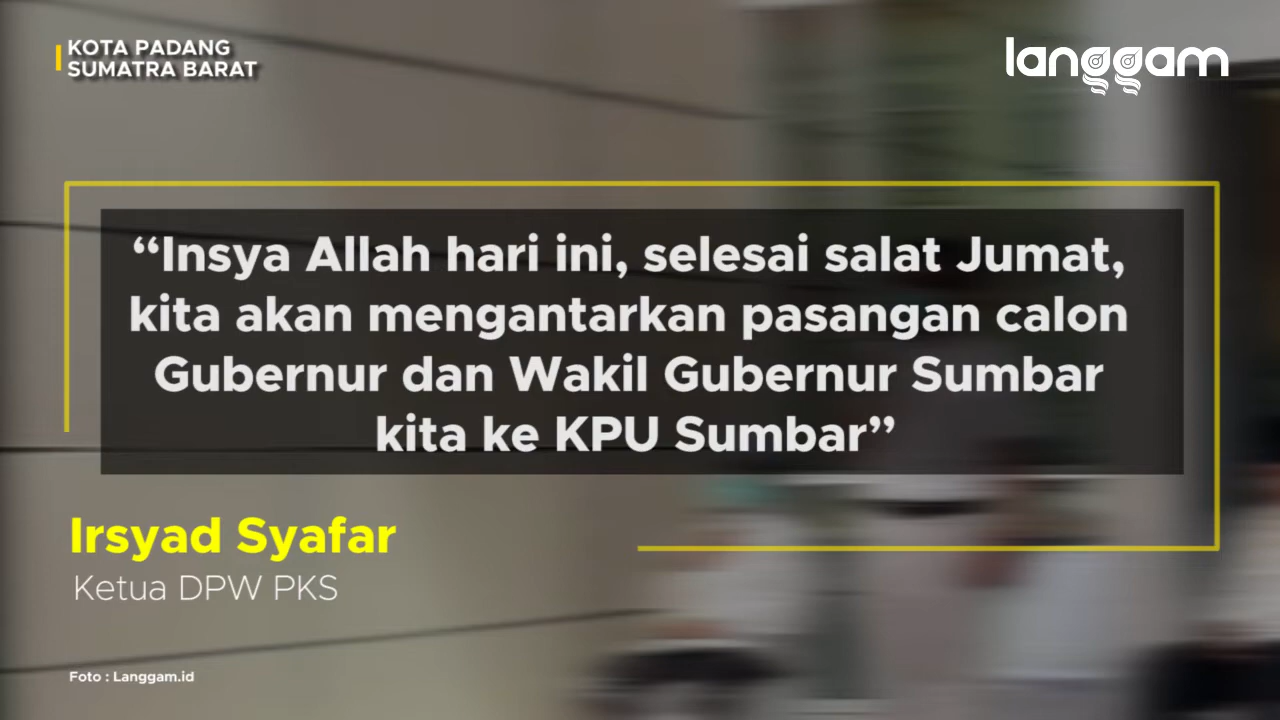 KOTA PADANG
SUMATRA BARAT
langgam
“Insya Allah hari ini, selesai salat Jumat,
kita akan mengantarkan pasangan calon
Gubernur dan Wakil Gubernur Sumbar
kita ke KPU Sumbar”
Irsyad Syafar
Ketua DPW PKS
Foto : Langgam.id